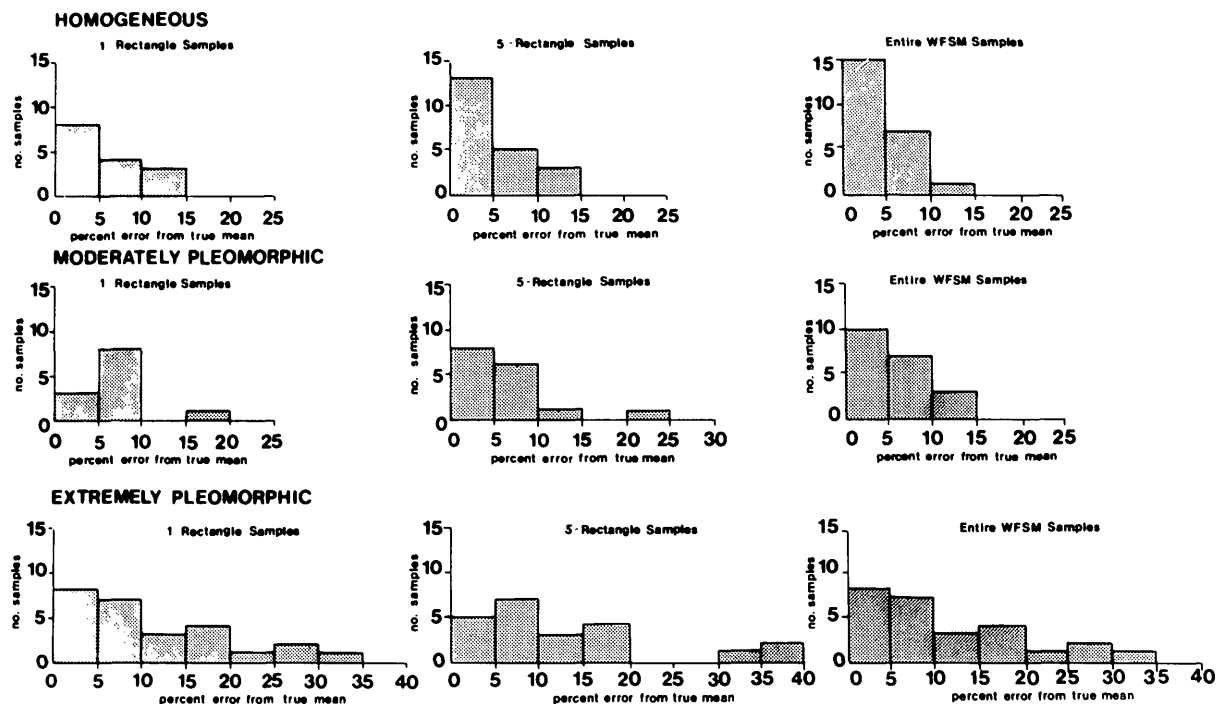 HOMOGENEOUS
1 Rectangle Samples
15
10
5
0
no. samples
0 5 10 15 20 25
percent error from true mean
5-Rectangle Samples
15
10
5
0
no. samples
0 5 10 15 20 25
percent error from true mean
Entire WFSM Samples
15
10
5
0
no. samples
0 5 10 15 20 25
percent error from true mean
MODERATELY PLEOMORPHIC
1 Rectangle Samples
15
10
5
0
no. samples
0 5 10 15 20 25
percent error from true mean
5-Rectangle Samples
15
10
5
0
no. samples
0 5 10 15 20 25 30
percent error from true mean
Entire WFSM Samples
15
10
5
0
no. samples
0 5 10 15 20 25
percent error from true mean
EXTREMELY PLEOMORPHIC
1 Rectangle Samples
15
10
5
0
no. samples
0 5 10 15 20 25 30 35 40
percent error from true mean
5-Rectangle Samples
15
10
5
0
no. samples
0 5 10 15 20 25 30 35 40
percent error from true mean
Entire WFSM Samples
15
10
5
0
no. samples
0 5 10 15 20 25 30 35 40
percent error from true mean